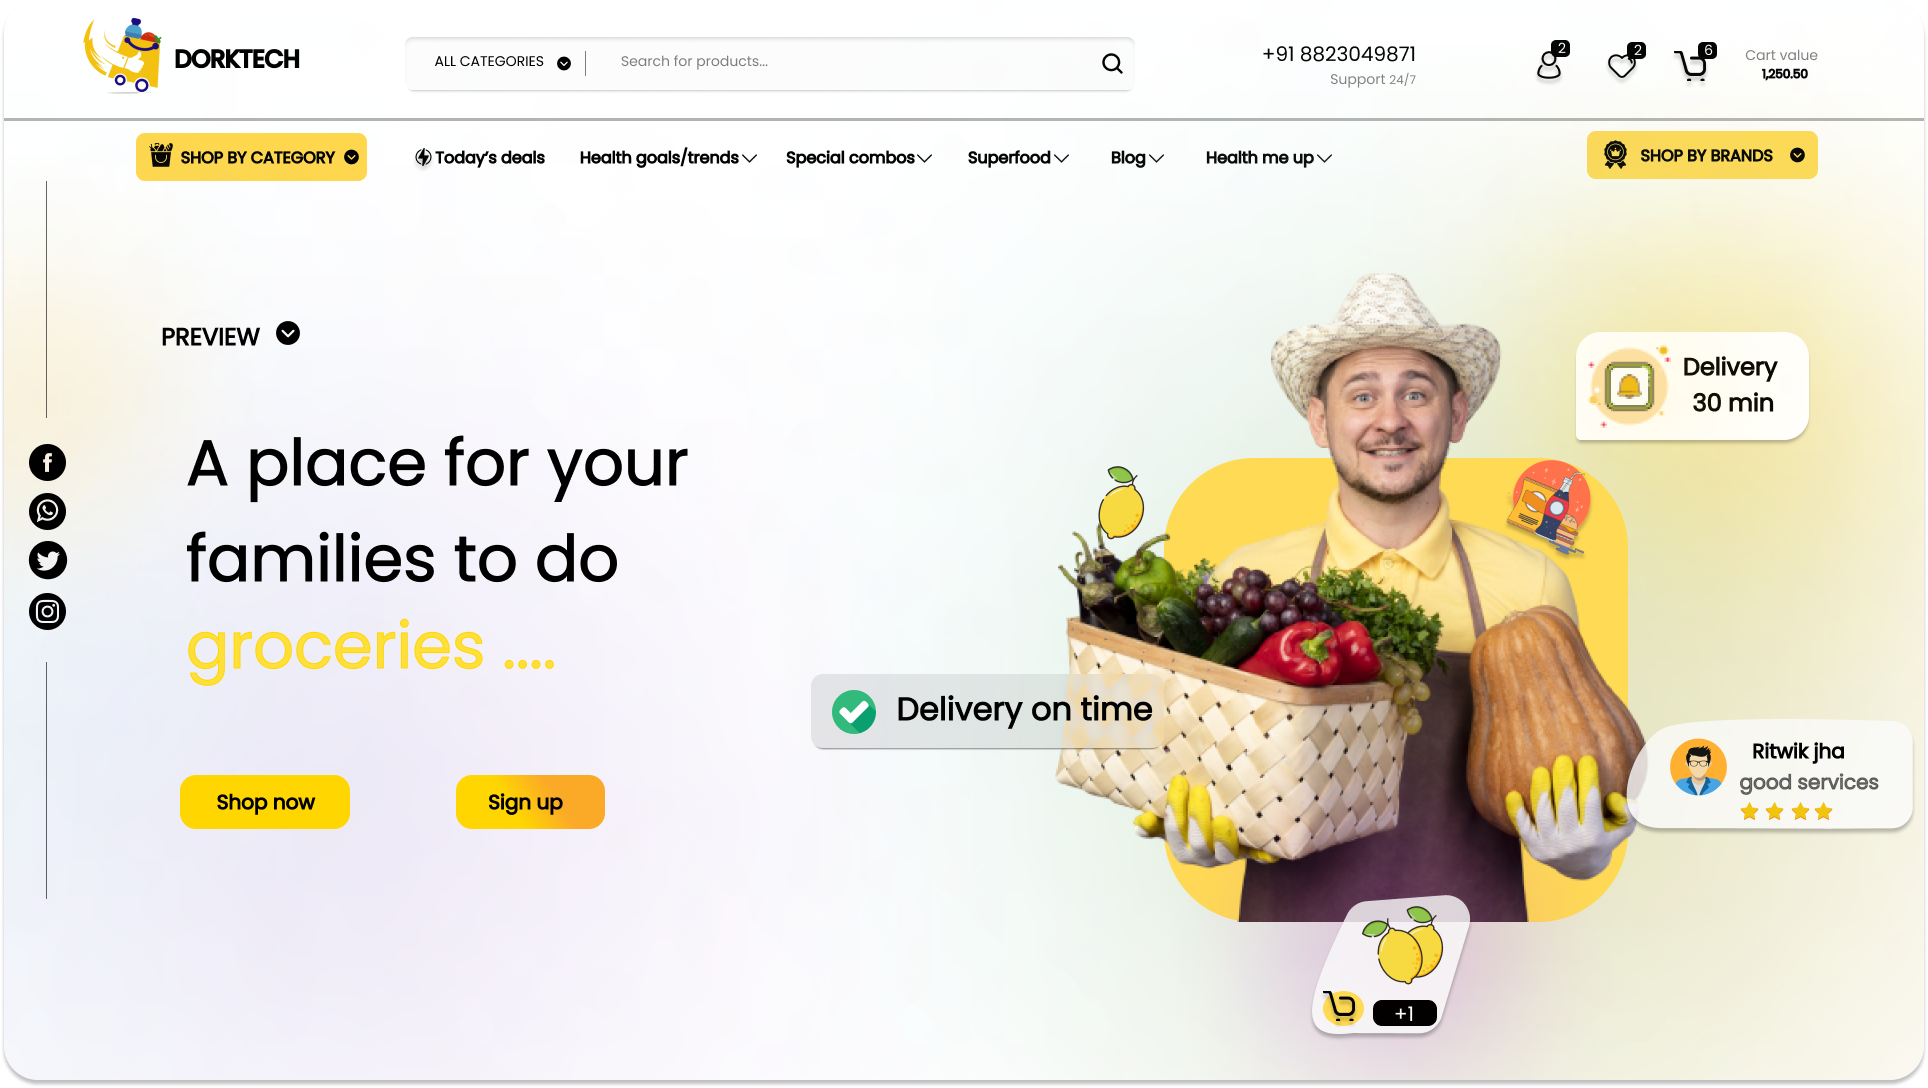 DORKTECH
ALL CATEGORIES
Search for products...
+91 8823049871
Support 24/7
2
2
6
Cart value
1,250.50
SHOP BY CATEGORY
Today's deals
Health goals/trends
Special combos
Superfood
Blog
Health me up
SHOP BY BRANDS
PREVIEW
A place for your
families to do
groceries ....
Shop now
Sign up
Delivery
30 min
Delivery on time
Ritwik jha
good services
+1